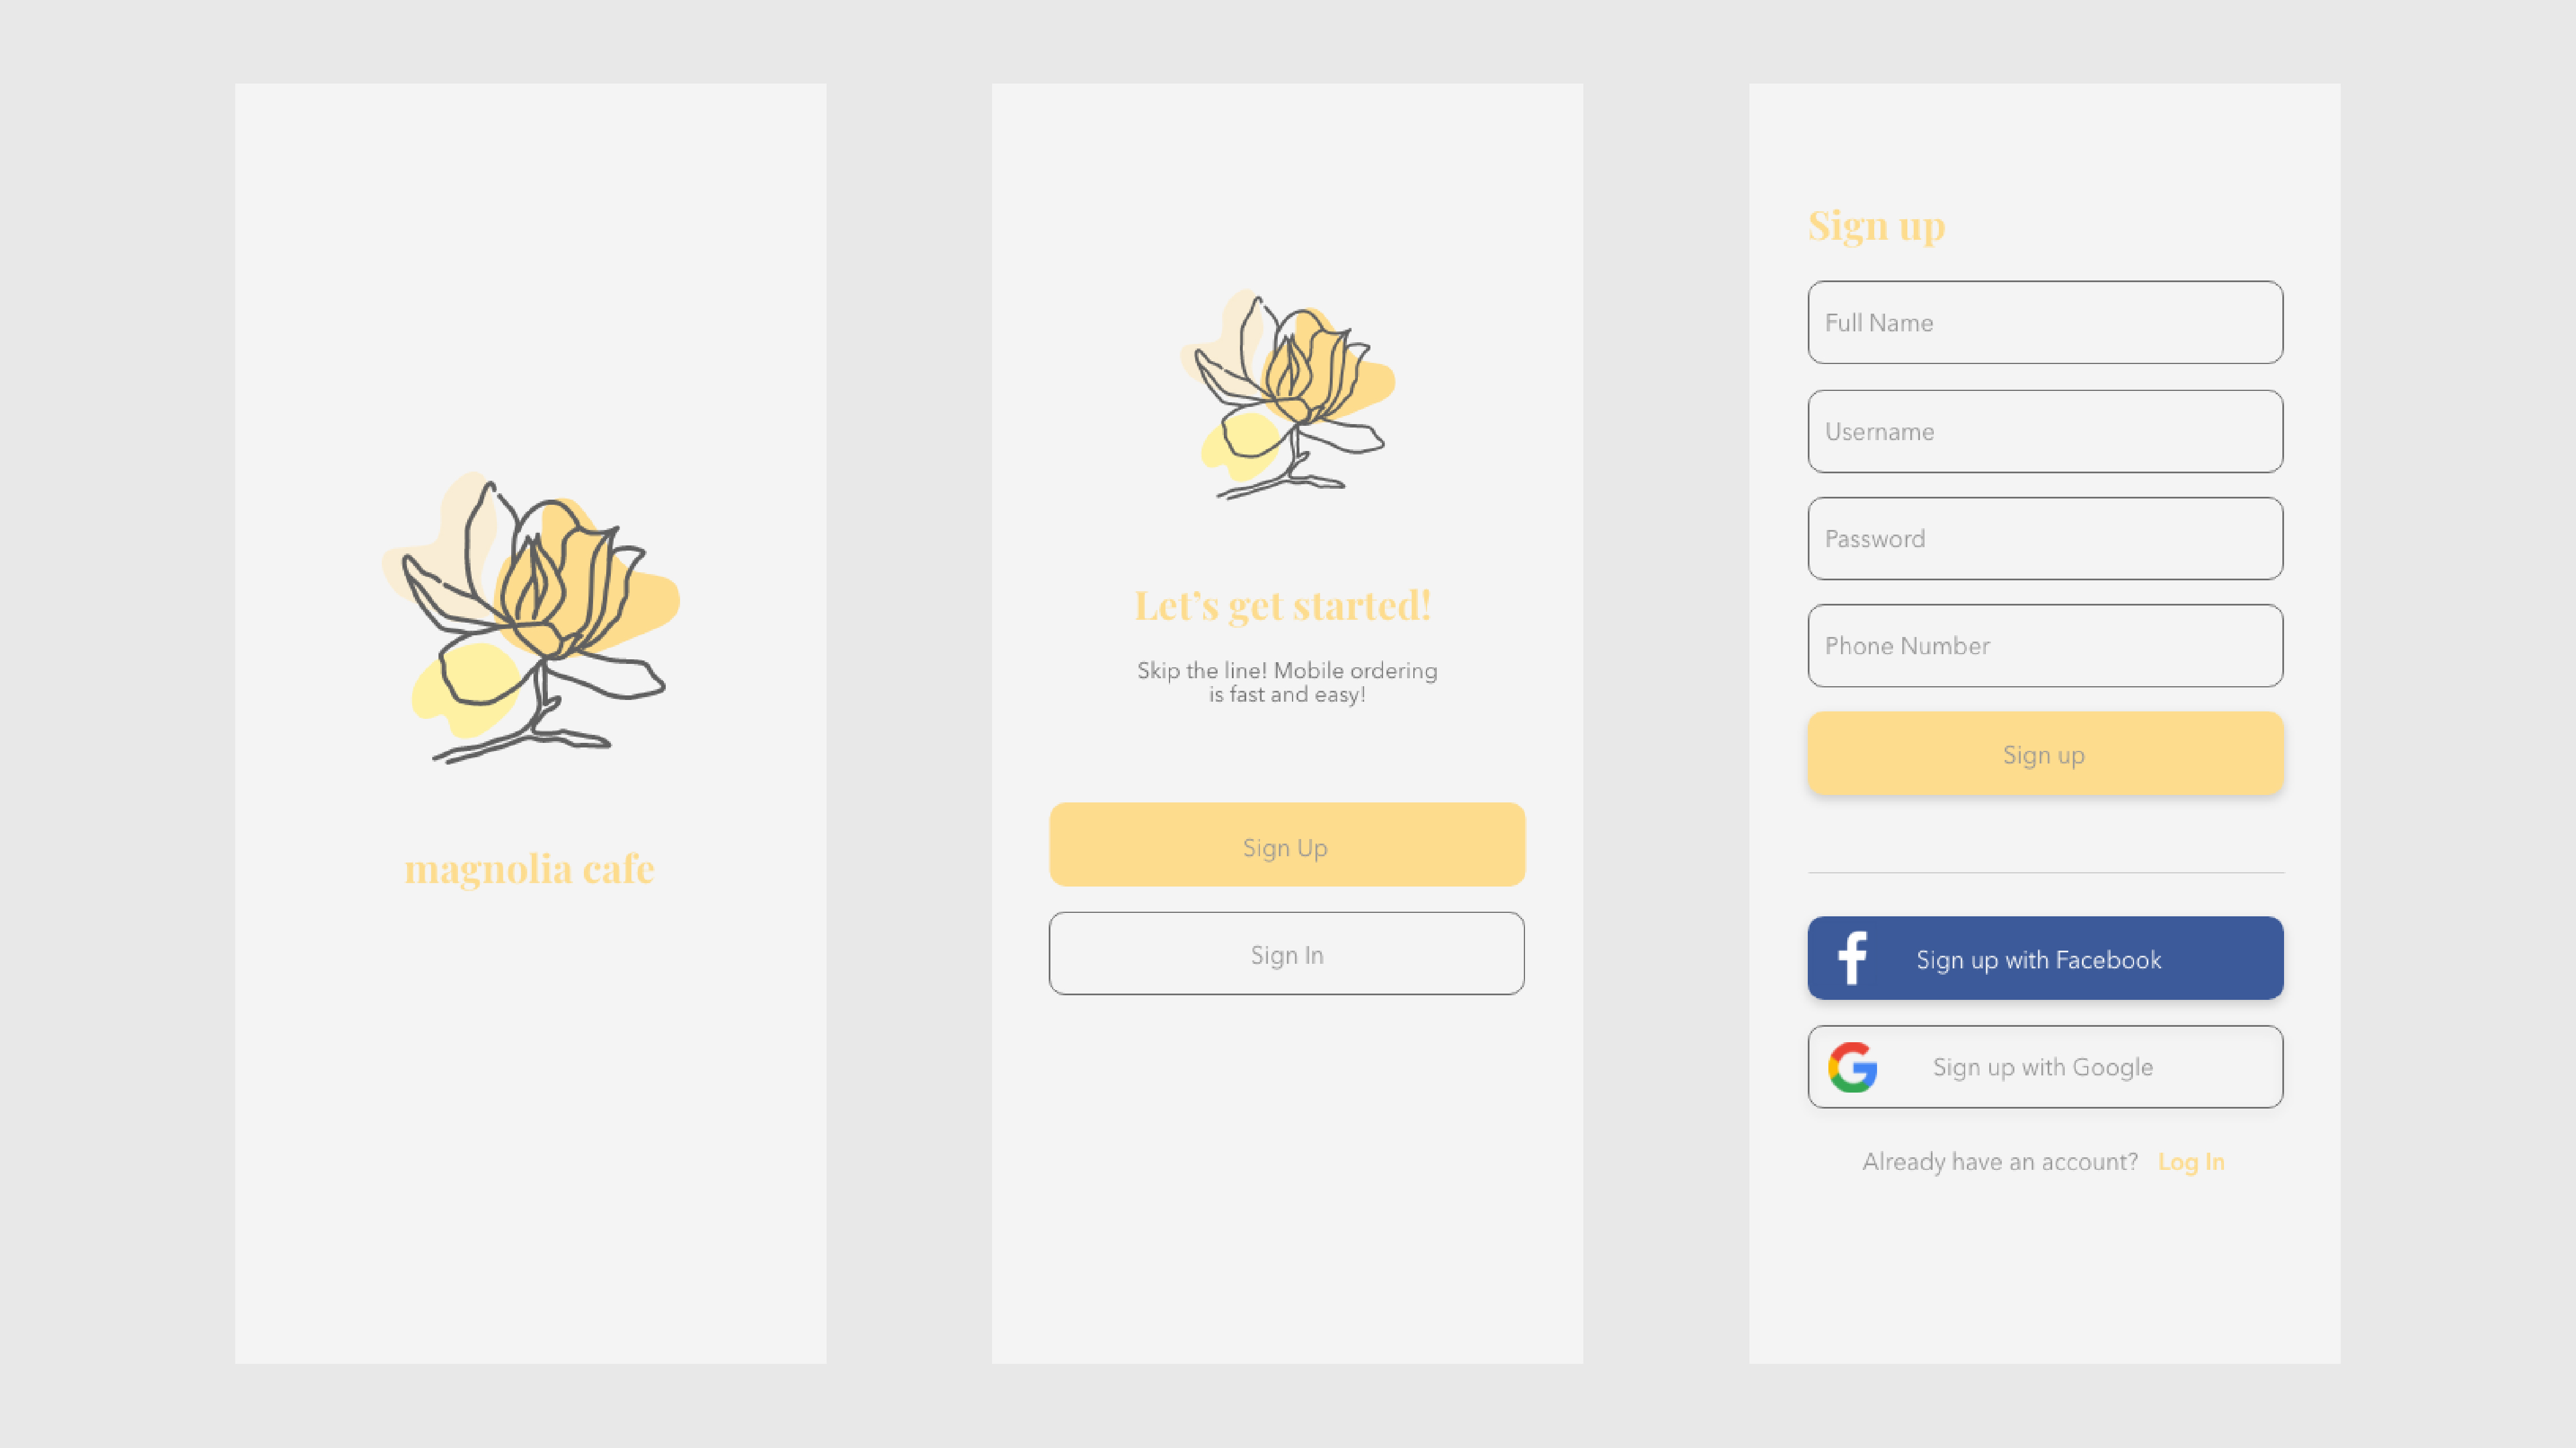 magnolia cafe
Let’s get started!
Skip the line! Mobile ordering
is fast and easy!
Sign Up
Sign In
Sign up
Full Name
Username
Password
Phone Number
Sign up
Sign up with Facebook
Sign up with Google
Already have an account? Log In